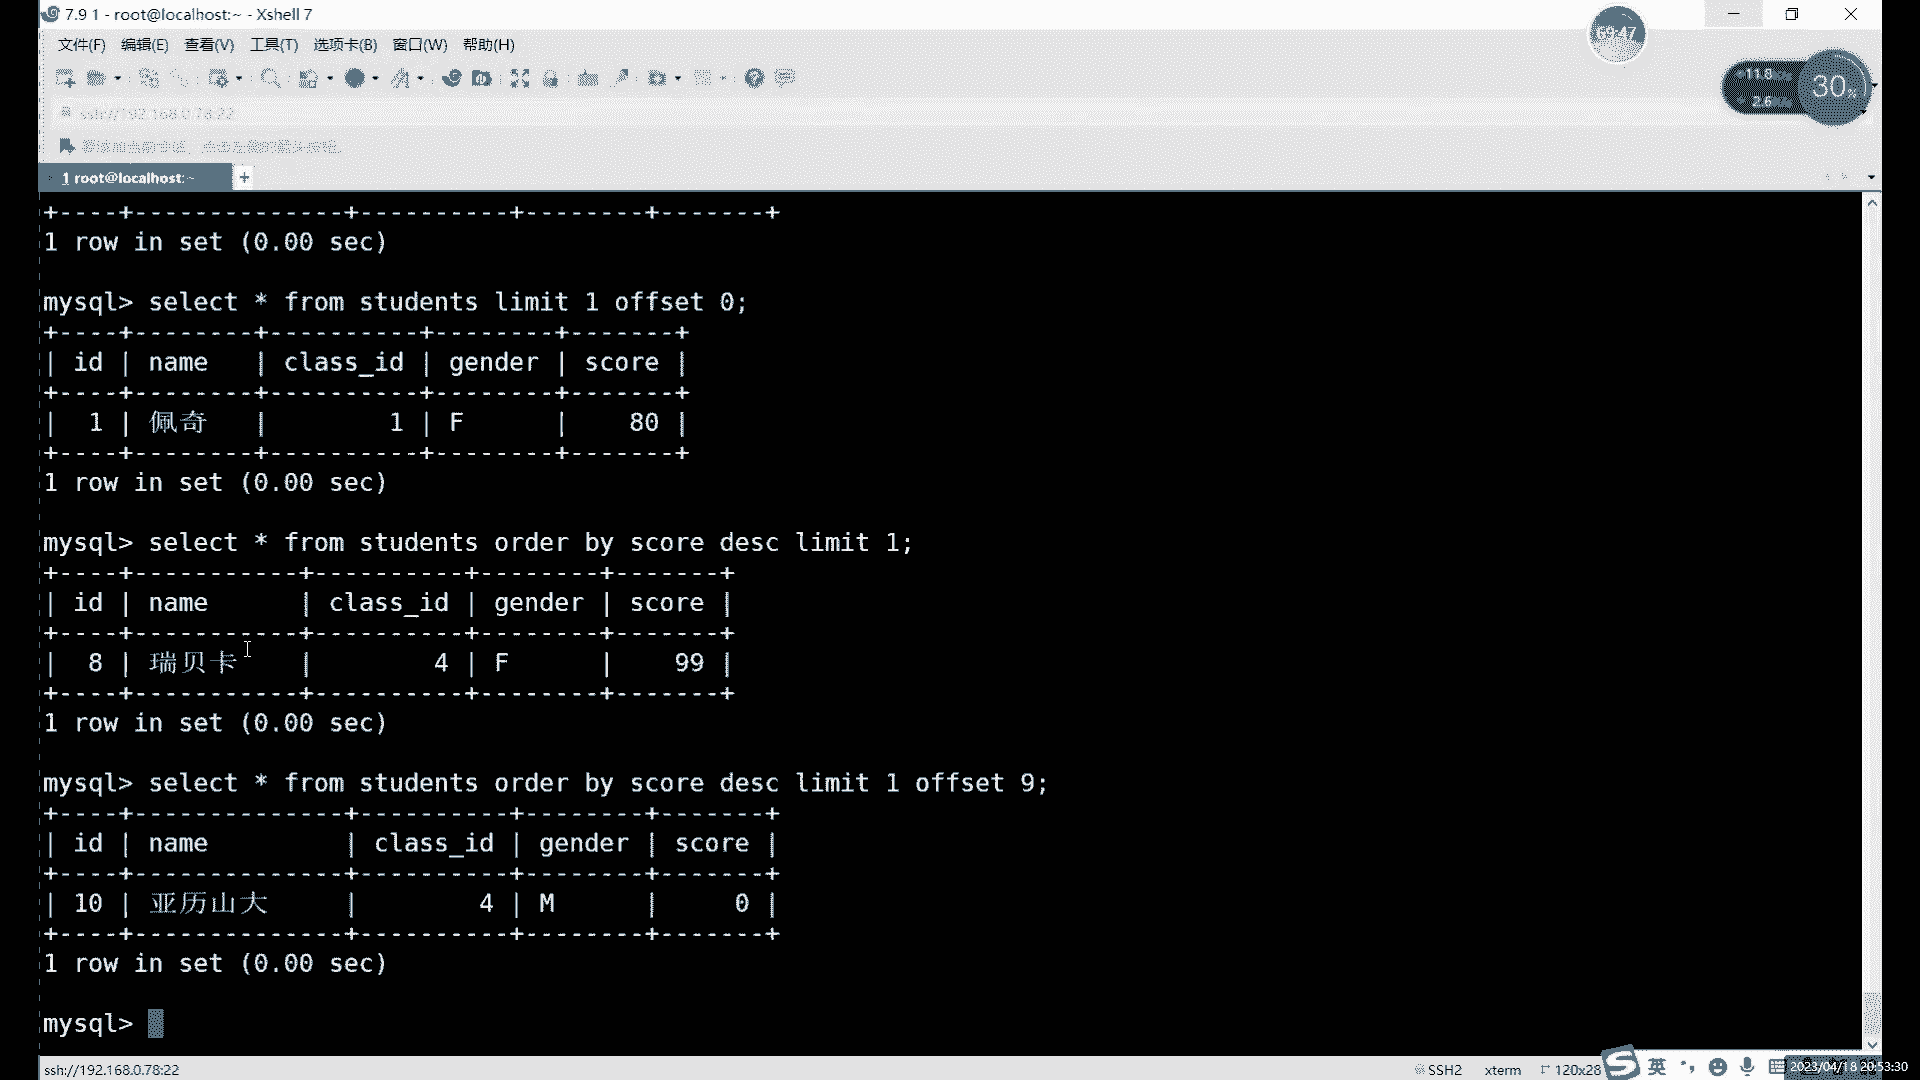 7.9 1 - root@localhost:~ - Xshell 7
文件(F) 编辑(E) 查看(V) 工具(T) 选项卡(B) 窗口(W) 帮助(H)
69:47
11.8
2.6
30%
ssh://192.168.0.78:22
1 root@localhost:~
+----+--------------+----------+--------+-------+
1 row in set (0.00 sec)
mysql> select * from students limit 1 offset 0;
+----+--------+----------+--------+-------+
| id | name   | class_id | gender | score |
+----+--------+----------+--------+-------+
|  1 | 佩奇   |        1 | F      |    80 |
+----+--------+----------+--------+-------+
1 row in set (0.00 sec)
mysql> select * from students order by score desc limit 1;
+----+-----------+----------+--------+-------+
| id | name      | class_id | gender | score |
+----+-----------+----------+--------+-------+
|  8 | 瑞贝卡    |        4 | F      |    99 |
+----+-----------+----------+--------+-------+
1 row in set (0.00 sec)
mysql> select * from students order by score desc limit 1 offset 9;
+----+--------------+----------+--------+-------+
| id | name         | class_id | gender | score |
+----+--------------+----------+--------+-------+
| 10 | 亚历山大     |        4 | M      |     0 |
+----+--------------+----------+--------+-------+
1 row in set (0.00 sec)
mysql>
ssh://192.168.0.78:22 SSH2 xterm 120x28 英 2023/04/18 20:53:30